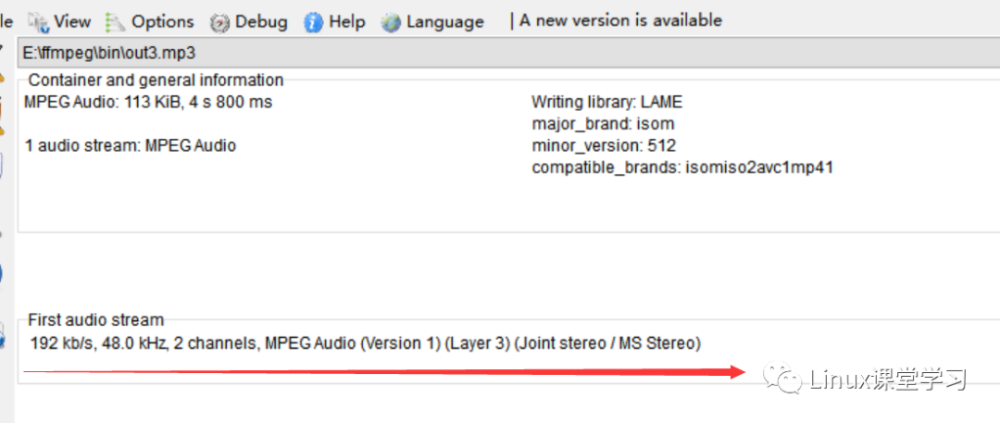 le View Options Debug Help Language | A new version is available
E:\ffmpeg\bin\out3.mp3
Container and general information
MPEG Audio: 113 KiB, 4 s 800 ms
Writing library: LAME
major_brand: isom
1 audio stream: MPEG Audio
minor_version: 512
compatible_brands: isomiso2avc1mp41
First audio stream
192 kb/s, 48.0 kHz, 2 channels, MPEG Audio (Version 1) (Layer 3) (Joint stereo / MS Stereo)
Linux课堂学习